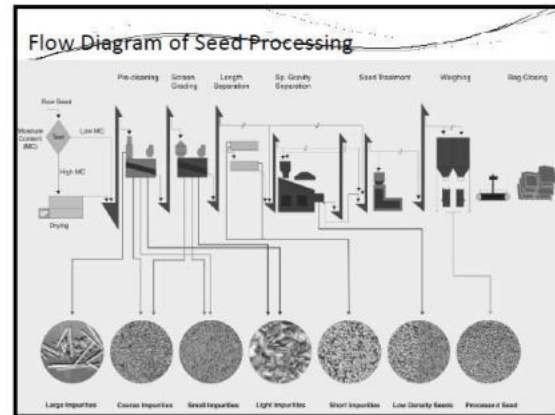 Flow Diagram of Seed Processing
Pre-cleaning
Screen Grading
Length Separation
Sp. Gravity Separation
Seed Treatment
Weighing
Bag Closing
Raw Seed
Moisture Content (MC)
Test
Low MC
High MC
Drying
Large Impurities
Coarse Impurities
Small Impurities
Light Impurities
Short Impurities
Low Density Seeds
Processed Seed